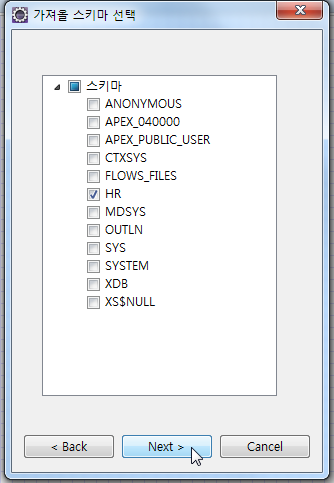 가져올 스키마 선택
스키마
ANONYMOUS
APEX_040000
APEX_PUBLIC_USER
CTXSYS
FLOWS_FILES
HR
MDSYS
OUTLN
SYS
SYSTEM
XDB
XS$NULL
< Back Next > Cancel